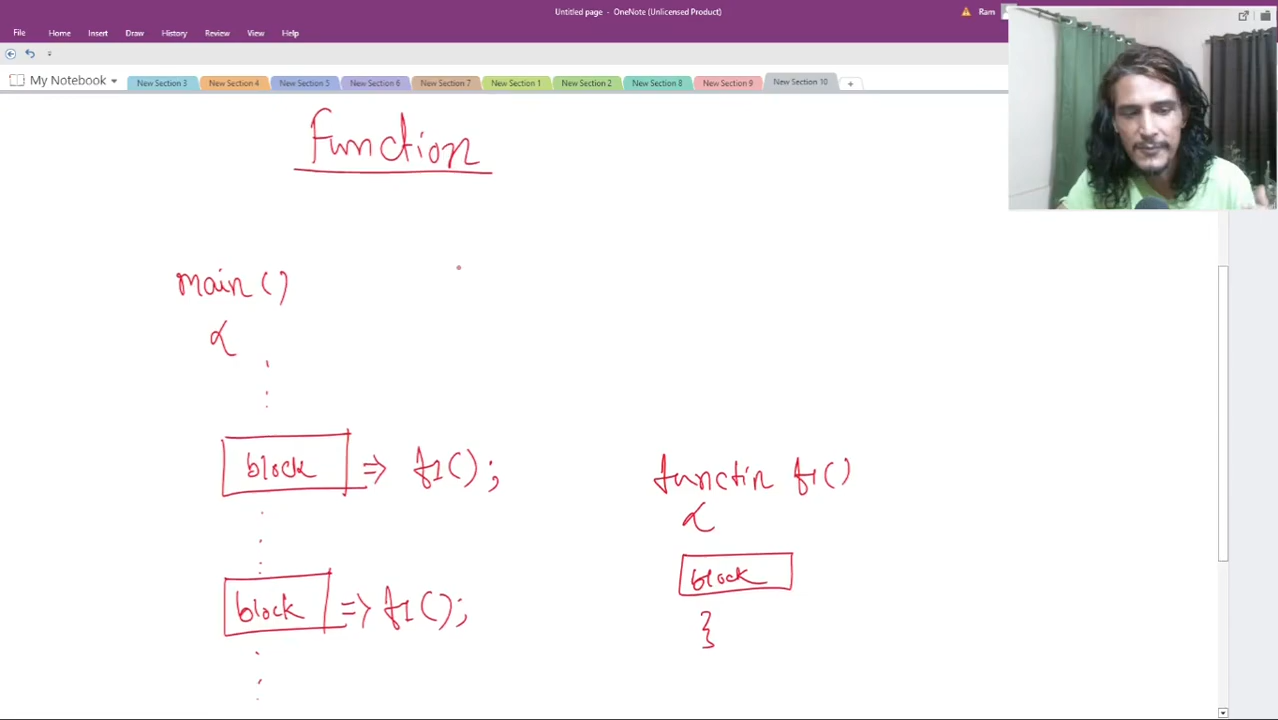 Untitled page - OneNote (Unlicensed Product)
Ram
File Home Insert Draw History Review View Help
My Notebook New Section 3 New Section 4 New Section 5 New Section 6 New Section 7 New Section 1 New Section 2 New Section 8 New Section 9 New Section 10 +
Function
main()
{
block => f1();
functin f1()
{
block
block => f1();
}